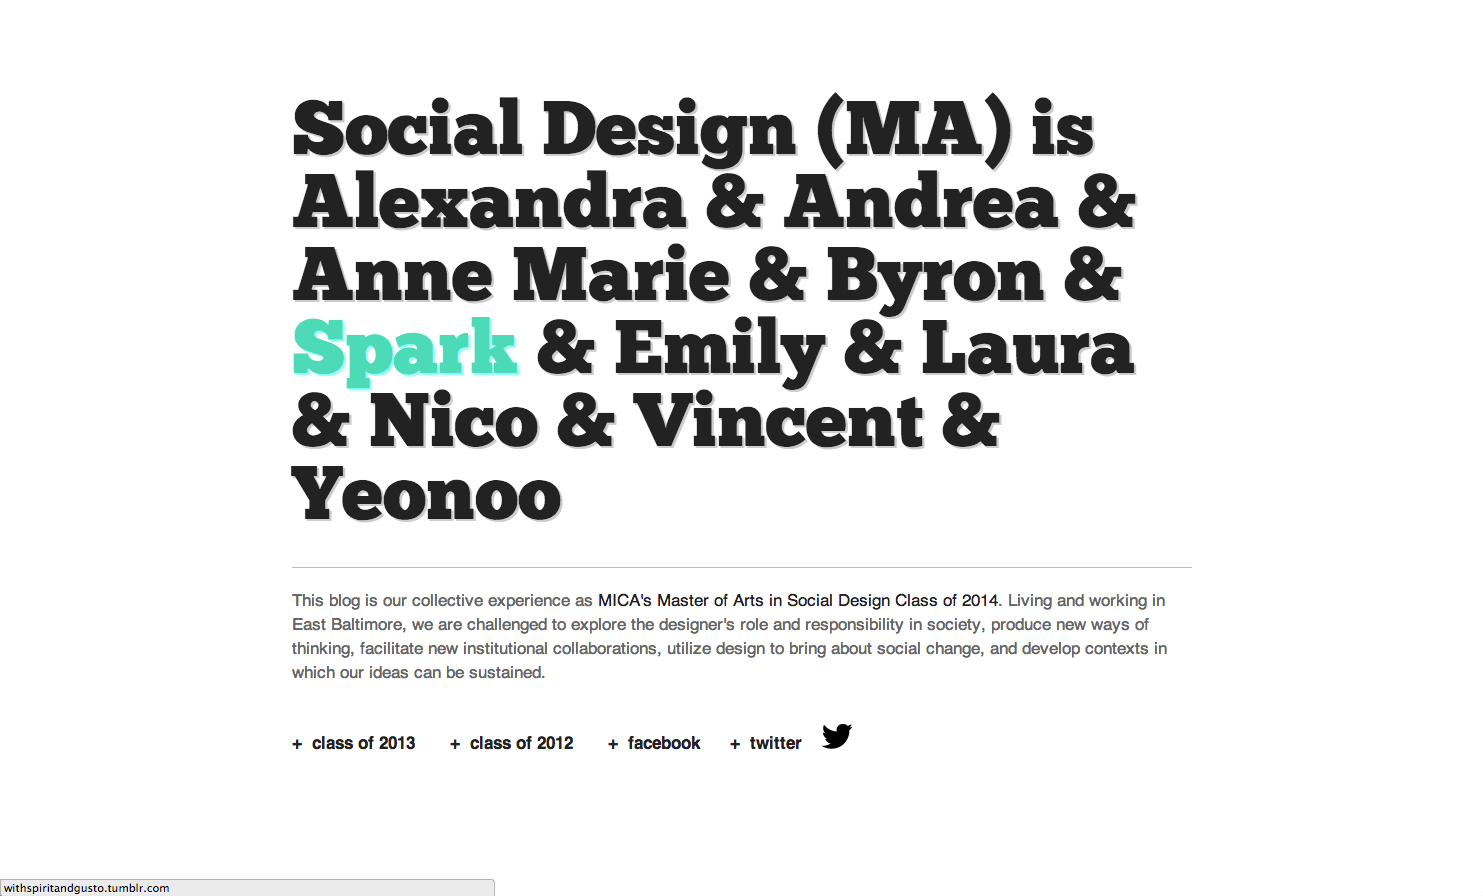 Social Design (MA) is
Alexandra & Andrea &
Anne Marie & Byron &
Spark & Emily & Laura
& Nico & Vincent &
Yeonoo
This blog is our collective experience as MICA's Master of Arts in Social Design Class of 2014. Living and working in
East Baltimore, we are challenged to explore the designer's role and responsibility in society, produce new ways of
thinking, facilitate new institutional collaborations, utilize design to bring about social change, and develop contexts in
which our ideas can be sustained.
+ class of 2013 + class of 2012 + facebook + twitter
withspiritandgusto.tumblr.com